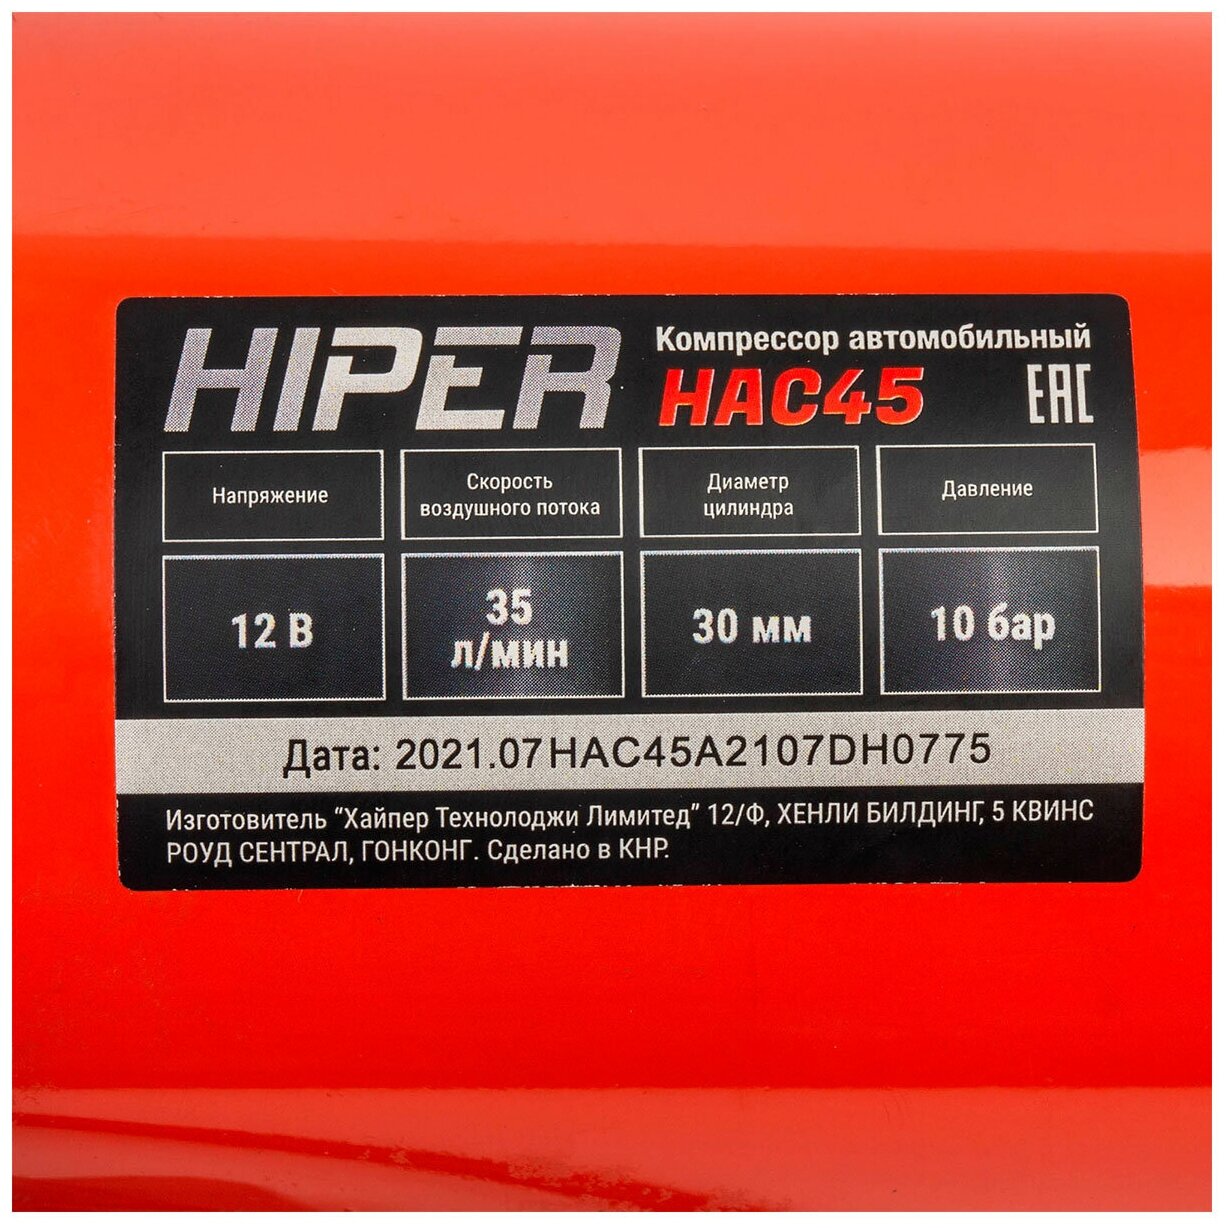 HIPER
Компрессор автомобильный
HAC45
EAC
Напряжение
Скорость
воздушного потока
Диаметр
цилиндра
Давление
12 В
35
л/мин
30 мм
10 бар
Дата: 2021.07HAC45A2107DH0775
Изготовитель "Хайпер Технолоджи Лимитед" 12/Ф, ХЕНЛИ БИЛДИНГ, 5 КВИНС
РОУД СЕНТРАЛ, ГОНКОНГ. Сделано в КНР.